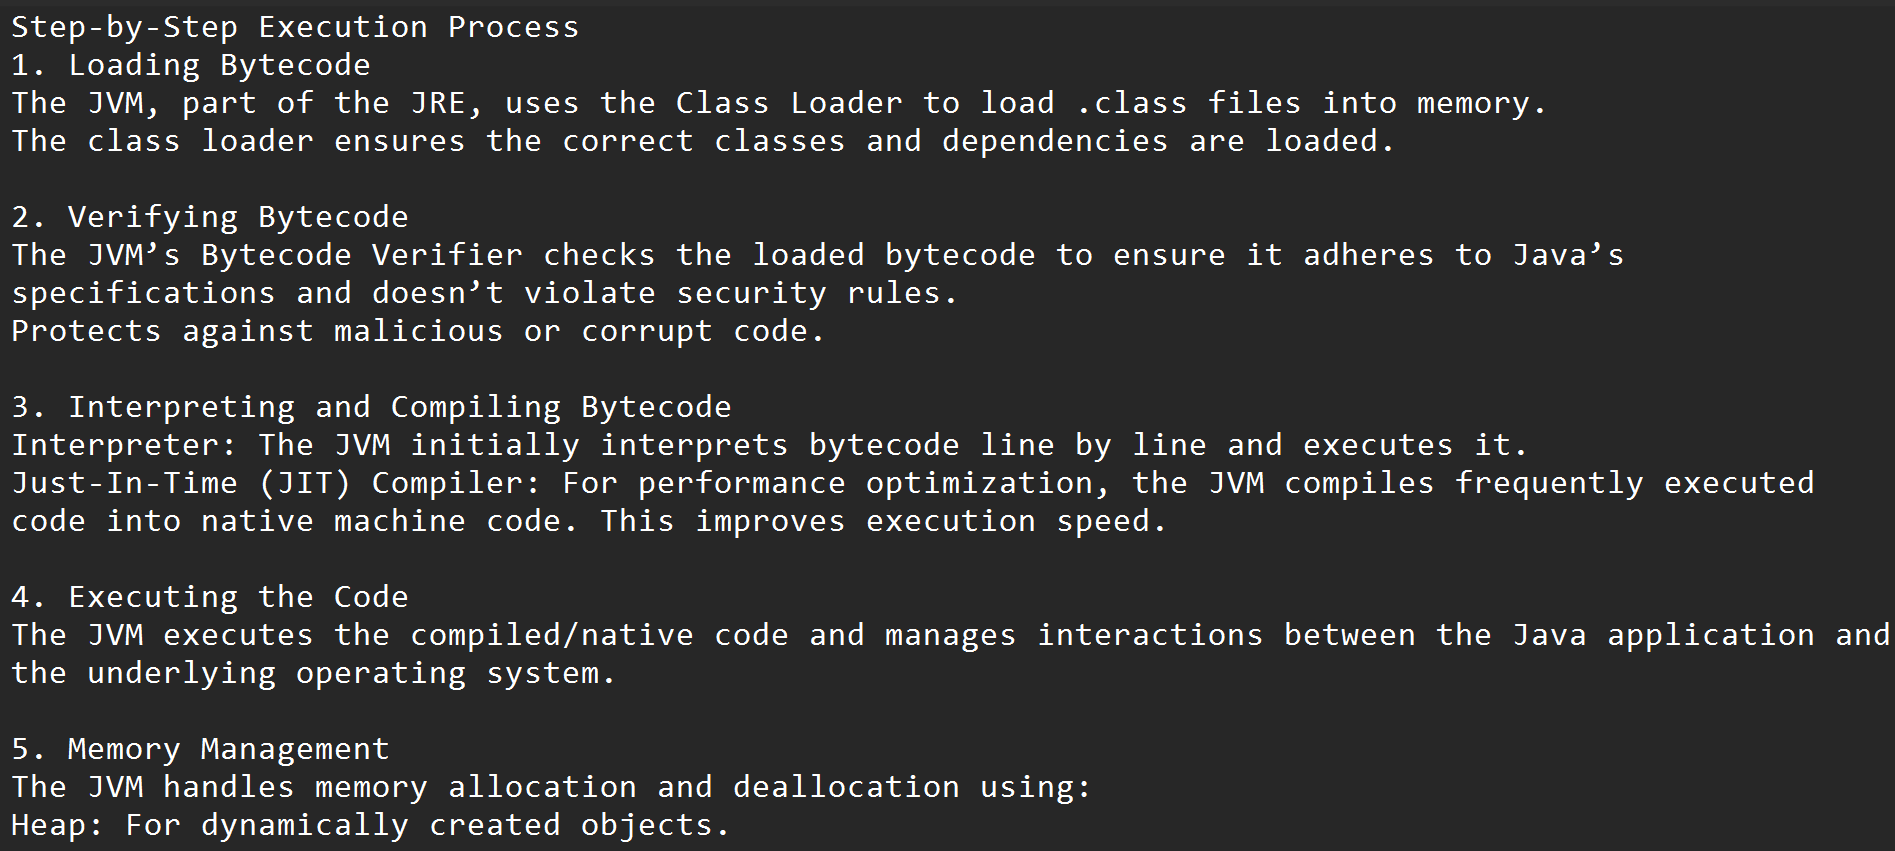 Step-by-Step Execution Process
1. Loading Bytecode
The JVM, part of the JRE, uses the Class Loader to load .class files into memory.
The class loader ensures the correct classes and dependencies are loaded.
2. Verifying Bytecode
The JVM’s Bytecode Verifier checks the loaded bytecode to ensure it adheres to Java’s
specifications and doesn’t violate security rules.
Protects against malicious or corrupt code.
3. Interpreting and Compiling Bytecode
Interpreter: The JVM initially interprets bytecode line by line and executes it.
Just-In-Time (JIT) Compiler: For performance optimization, the JVM compiles frequently executed
code into native machine code. This improves execution speed.
4. Executing the Code
The JVM executes the compiled/native code and manages interactions between the Java application and
the underlying operating system.
5. Memory Management
The JVM handles memory allocation and deallocation using:
Heap: For dynamically created objects.